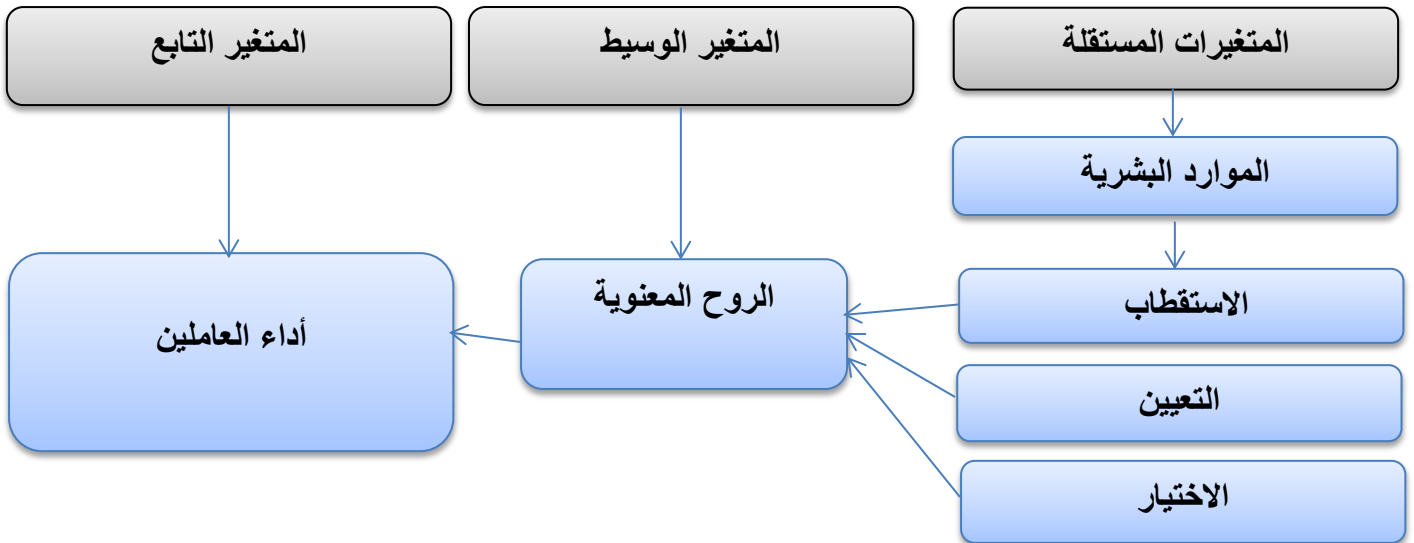 المتغيرات المستقلة
المتغير الوسيط
المتغير التابع
الموارد البشرية
الاستقطاب
الروح المعنوية
أداء العاملين
التعيين
الاختيار